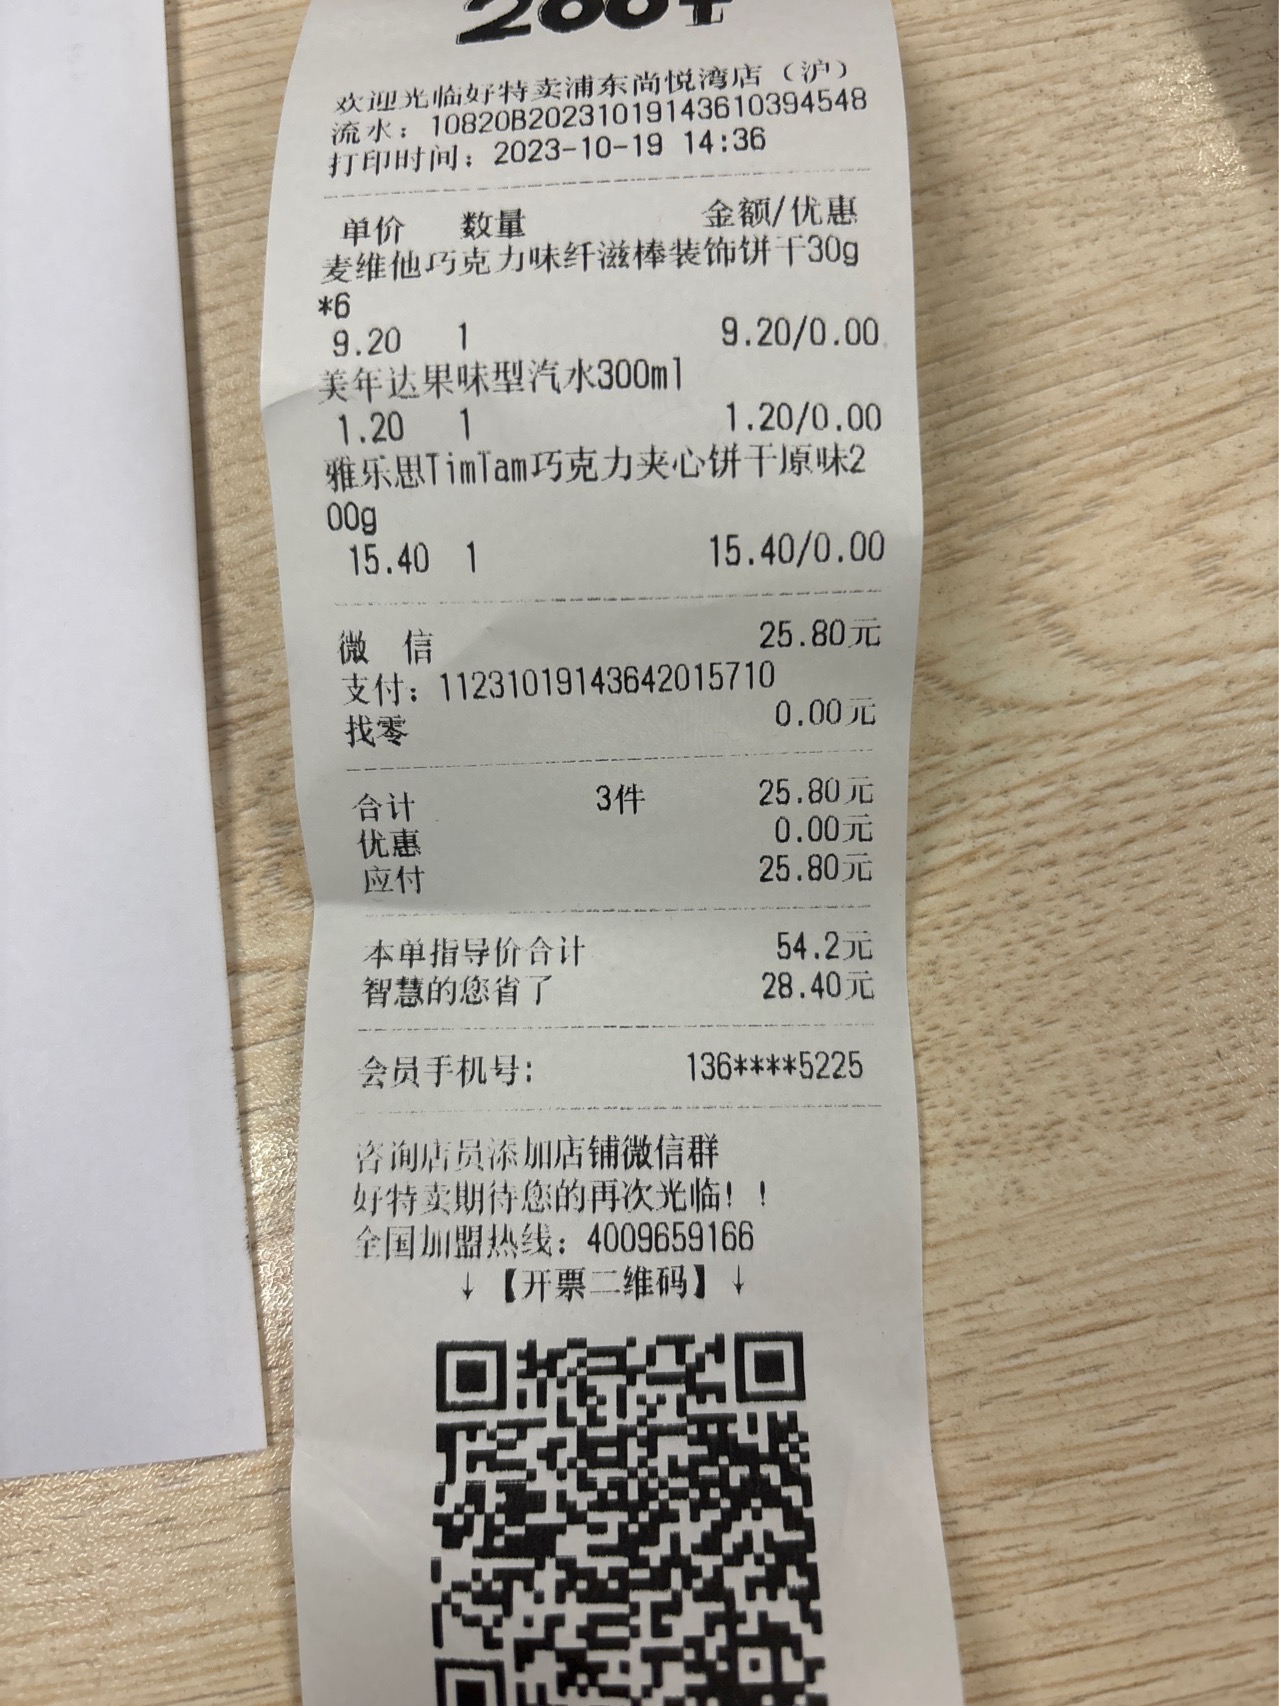 欢迎光临好特卖浦东尚悦湾店（沪）
流水：10820B20231019143610394548
打印时间：2023-10-19 14:36
单价 数量 金额/优惠
麦维他巧克力味纤滋棒装饰饼干30g
*6
9.20 1 9.20/0.00
美年达果味型汽水300ml
1.20 1 1.20/0.00
雅乐思TimTam巧克力夹心饼干原味2
00g
15.40 1 15.40/0.00
微 信 25.80元
支付：11231019143642015710
找零 0.00元
合计 3件 25.80元
优惠 0.00元
应付 25.80元
本单指导价合计 54.2元
智慧的您省了 28.40元
会员手机号： 136****5225
咨询店员添加店铺微信群
好特卖期待您的再次光临！！
全国加盟热线：4009659166
↓【开票二维码】↓